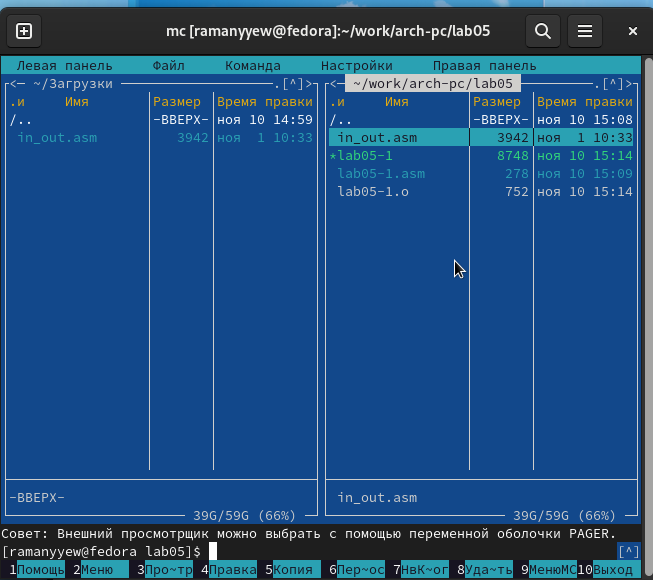 mc [ramanyyew@fedora]:~/work/arch-pc/lab05
Левая панель Файл Команда Настройки Правая панель
<— ~/Загрузки .[^]>
.и Имя Размер Время правки
/.. -ВВЕРХ- ноя 10 14:59
in_out.asm 3942 ноя 1 10:33
-ВВЕРХ-
39G/59G (66%)
<— ~/work/arch-pc/lab05 .[^]>
.и Имя Размер Время правки
/.. -ВВЕРХ- ноя 10 15:08
in_out.asm 3942 ноя 1 10:33
*lab05-1 8748 ноя 10 15:14
lab05-1.asm 278 ноя 10 15:09
lab05-1.o 752 ноя 10 15:14
in_out.asm
39G/59G (66%)
Совет: Внешний просмотрщик можно выбрать с помощью переменной оболочки PAGER.
[ramanyyew@fedora lab05]$ [^]
1Помощь 2Меню 3Про~тр 4Правка 5Копия 6Пер~ос 7НвК~ог 8Уда~ть 9МенюMC 10Выход